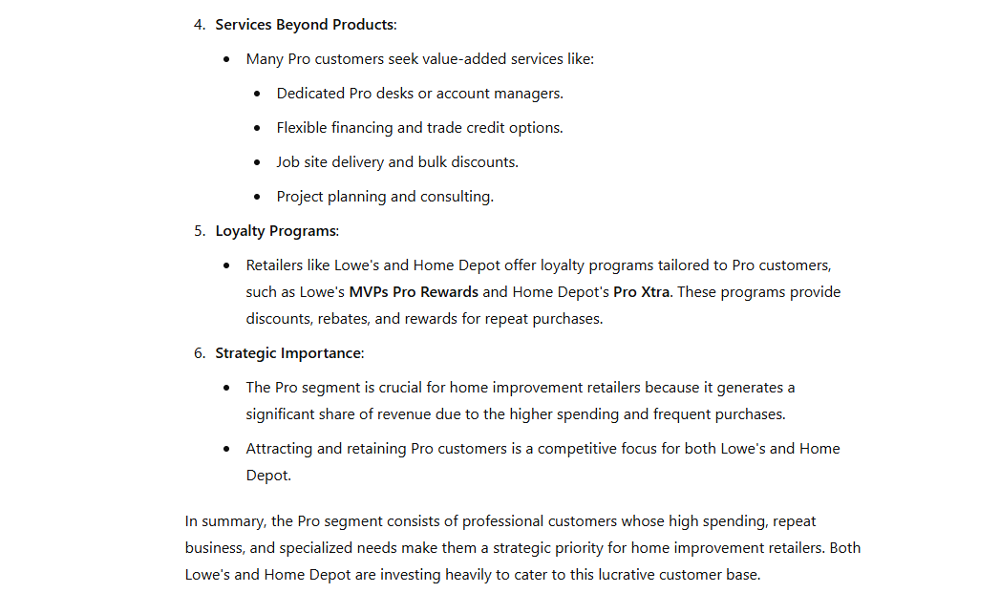 4. Services Beyond Products:
• Many Pro customers seek value-added services like:
• Dedicated Pro desks or account managers.
• Flexible financing and trade credit options.
• Job site delivery and bulk discounts.
• Project planning and consulting.
5. Loyalty Programs:
• Retailers like Lowe's and Home Depot offer loyalty programs tailored to Pro customers,
such as Lowe's MVPs Pro Rewards and Home Depot's Pro Xtra. These programs provide
discounts, rebates, and rewards for repeat purchases.
6. Strategic Importance:
• The Pro segment is crucial for home improvement retailers because it generates a
significant share of revenue due to the higher spending and frequent purchases.
• Attracting and retaining Pro customers is a competitive focus for both Lowe's and Home
Depot.
In summary, the Pro segment consists of professional customers whose high spending, repeat
business, and specialized needs make them a strategic priority for home improvement retailers. Both
Lowe's and Home Depot are investing heavily to cater to this lucrative customer base.